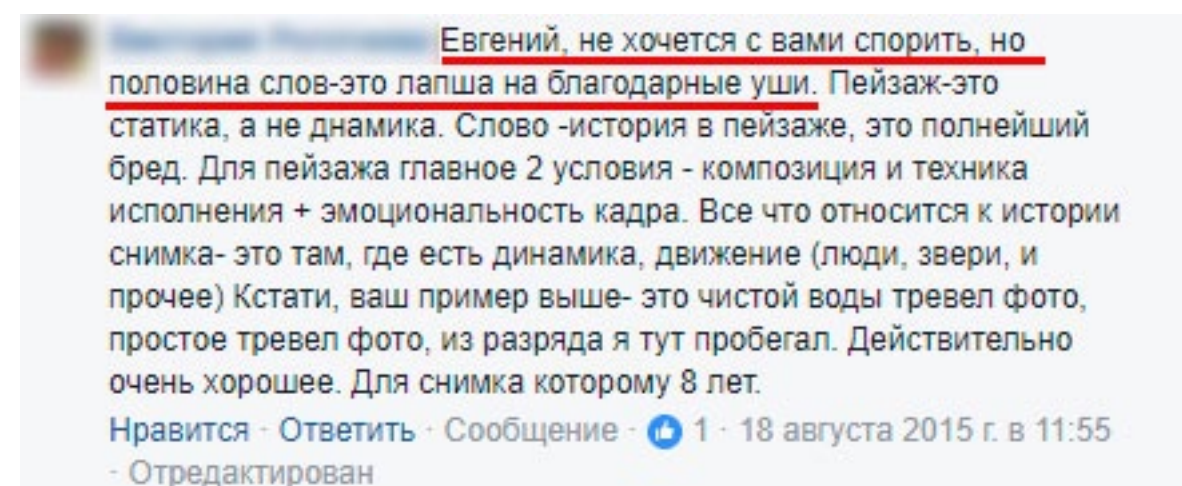 Евгений, не хочется с вами спорить, но
половина слов-это лапша на благодарные уши. Пейзаж-это
статика, а не днамика. Слово -история в пейзаже, это полнейший
бред. Для пейзажа главное 2 условия - композиция и техника
исполнения + эмоциональность кадра. Все что относится к истории
снимка- это там, где есть динамика, движение (люди, звери, и
прочее) Кстати, ваш пример выше- это чистой воды тревел фото,
простое тревел фото, из разряда я тут пробегал. Действительно
очень хорошее. Для снимка которому 8 лет.
Нравится · Ответить · Сообщение · 1 · 18 августа 2015 г. в 11:55
· Отредактирован